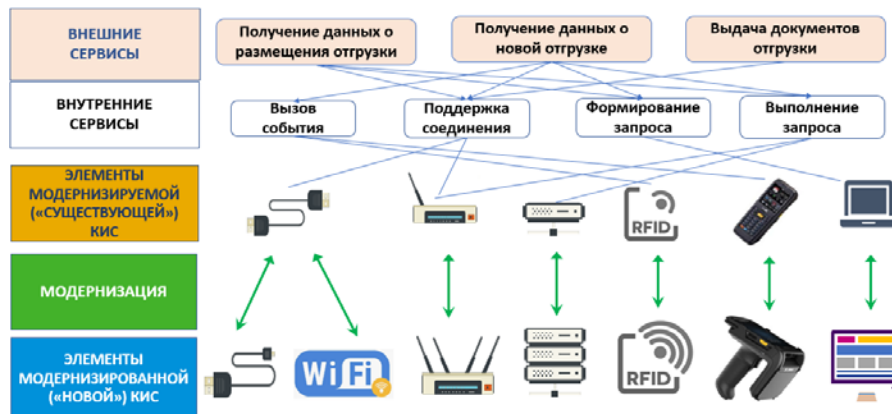 ВНЕШНИЕ
СЕРВИСЫ
Получение данных о
размещения отгрузки
Получение данных о
новой отгрузке
Выдача документов
отгрузки
ВНУТРЕННИЕ
СЕРВИСЫ
Вызов
события
Поддержка
соединения
Формирование
запроса
Выполнение
запроса
ЭЛЕМЕНТЫ
МОДЕРНИЗИРУЕМОЙ
(«СУЩЕСТВУЮЩЕЙ»)
КИС
RFID
МОДЕРНИЗАЦИЯ
ЭЛЕМЕНТЫ
МОДЕРНИЗИРОВАННОЙ
(«НОВОЙ») КИС
WiFi
RFID